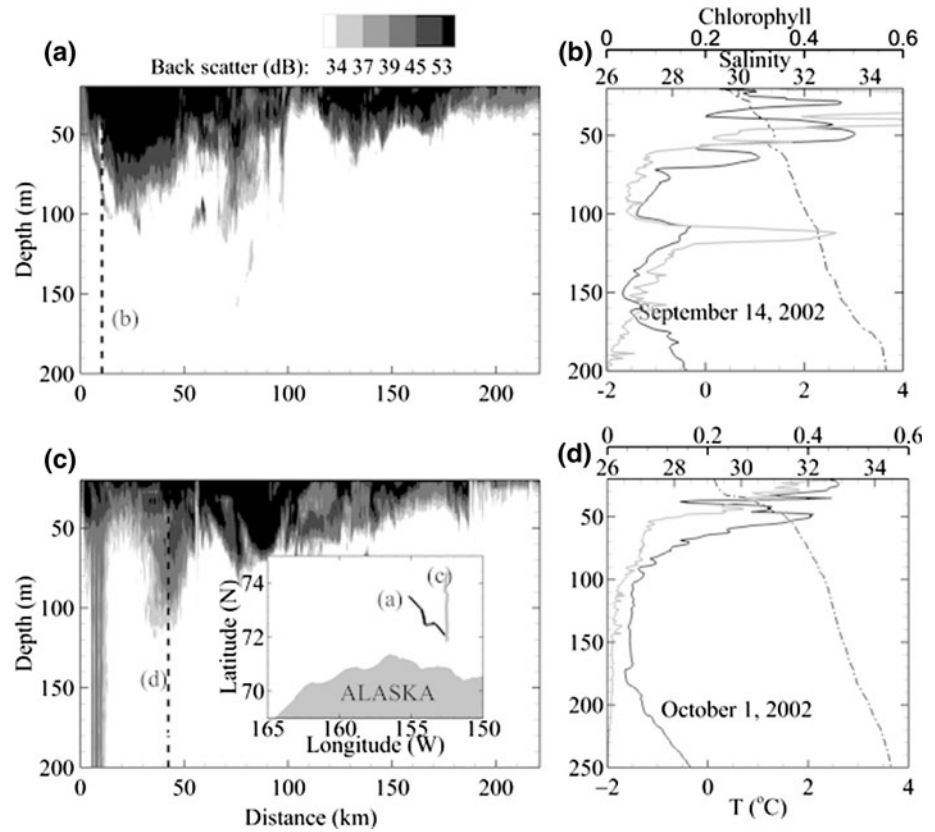 Chlorophyll
0 0.2 0.4 0.6
Salinity
26 28 30 32 34
(a)
Back scatter (dB): 34 37 39 45 53
(b)
50
100
150
200
Depth (m)
(b)
0 50 100 150 200
50
100
150
200
September 14, 2002
-2 0 2 4
(c)
50
100
150
200
Depth (m)
(d)
0 50 100 150 200
Distance (km)
74
72
70
Latitude (N)
(a)
(c)
ALASKA
165 160 155 150
Longitude (W)
(d)
0 0.2 0.4 0.6
26 28 30 32 34
50
100
150
200
250
October 1, 2002
-2 0 2 4
T (°C)